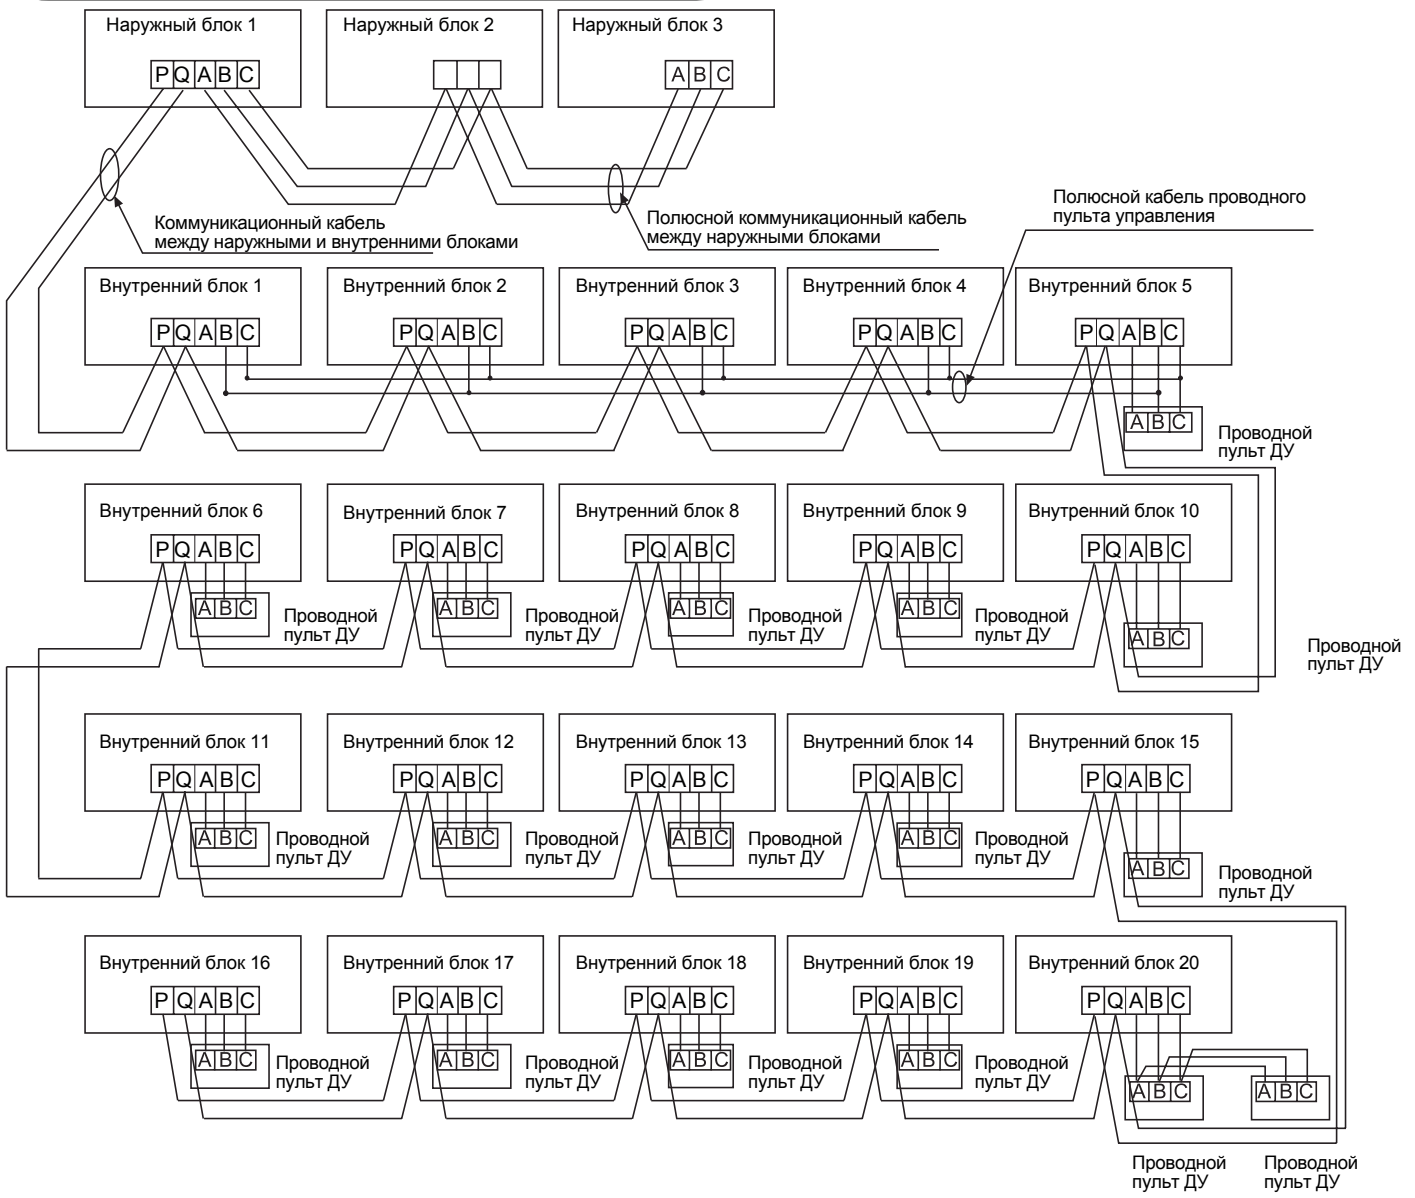 Наружный блок 1
Наружный блок 2
Наружный блок 3
P Q A B C
A B C
Коммуникационный кабель
между наружными и внутренними блоками
Полюсной коммуникационный кабель
между наружными блоками
Полюсной кабель проводного
пульта управления
Внутренний блок 1
Внутренний блок 2
Внутренний блок 3
Внутренний блок 4
Внутренний блок 5
P Q A B C
P Q A B C
P Q A B C
P Q A B C
P Q A B C
A B C
Проводной
пульт ДУ
Внутренний блок 6
Внутренний блок 7
Внутренний блок 8
Внутренний блок 9
Внутренний блок 10
P Q A B C
P Q A B C
P Q A B C
P Q A B C
P Q A B C
A B C
Проводной
пульт ДУ
A B C
Проводной
пульт ДУ
A B C
Проводной
пульт ДУ
A B C
Проводной
пульт ДУ
A B C
Проводной
пульт ДУ
Внутренний блок 11
Внутренний блок 12
Внутренний блок 13
Внутренний блок 14
Внутренний блок 15
P Q A B C
P Q A B C
P Q A B C
P Q A B C
P Q A B C
A B C
Проводной
пульт ДУ
A B C
Проводной
пульт ДУ
A B C
Проводной
пульт ДУ
A B C
Проводной
пульт ДУ
A B C
Проводной
пульт ДУ
Внутренний блок 16
Внутренний блок 17
Внутренний блок 18
Внутренний блок 19
Внутренний блок 20
P Q A B C
P Q A B C
P Q A B C
P Q A B C
P Q A B C
A B C
Проводной
пульт ДУ
A B C
Проводной
пульт ДУ
A B C
Проводной
пульт ДУ
A B C
Проводной
пульт ДУ
A B C
A B C
Проводной
пульт ДУ
Проводной
пульт ДУ